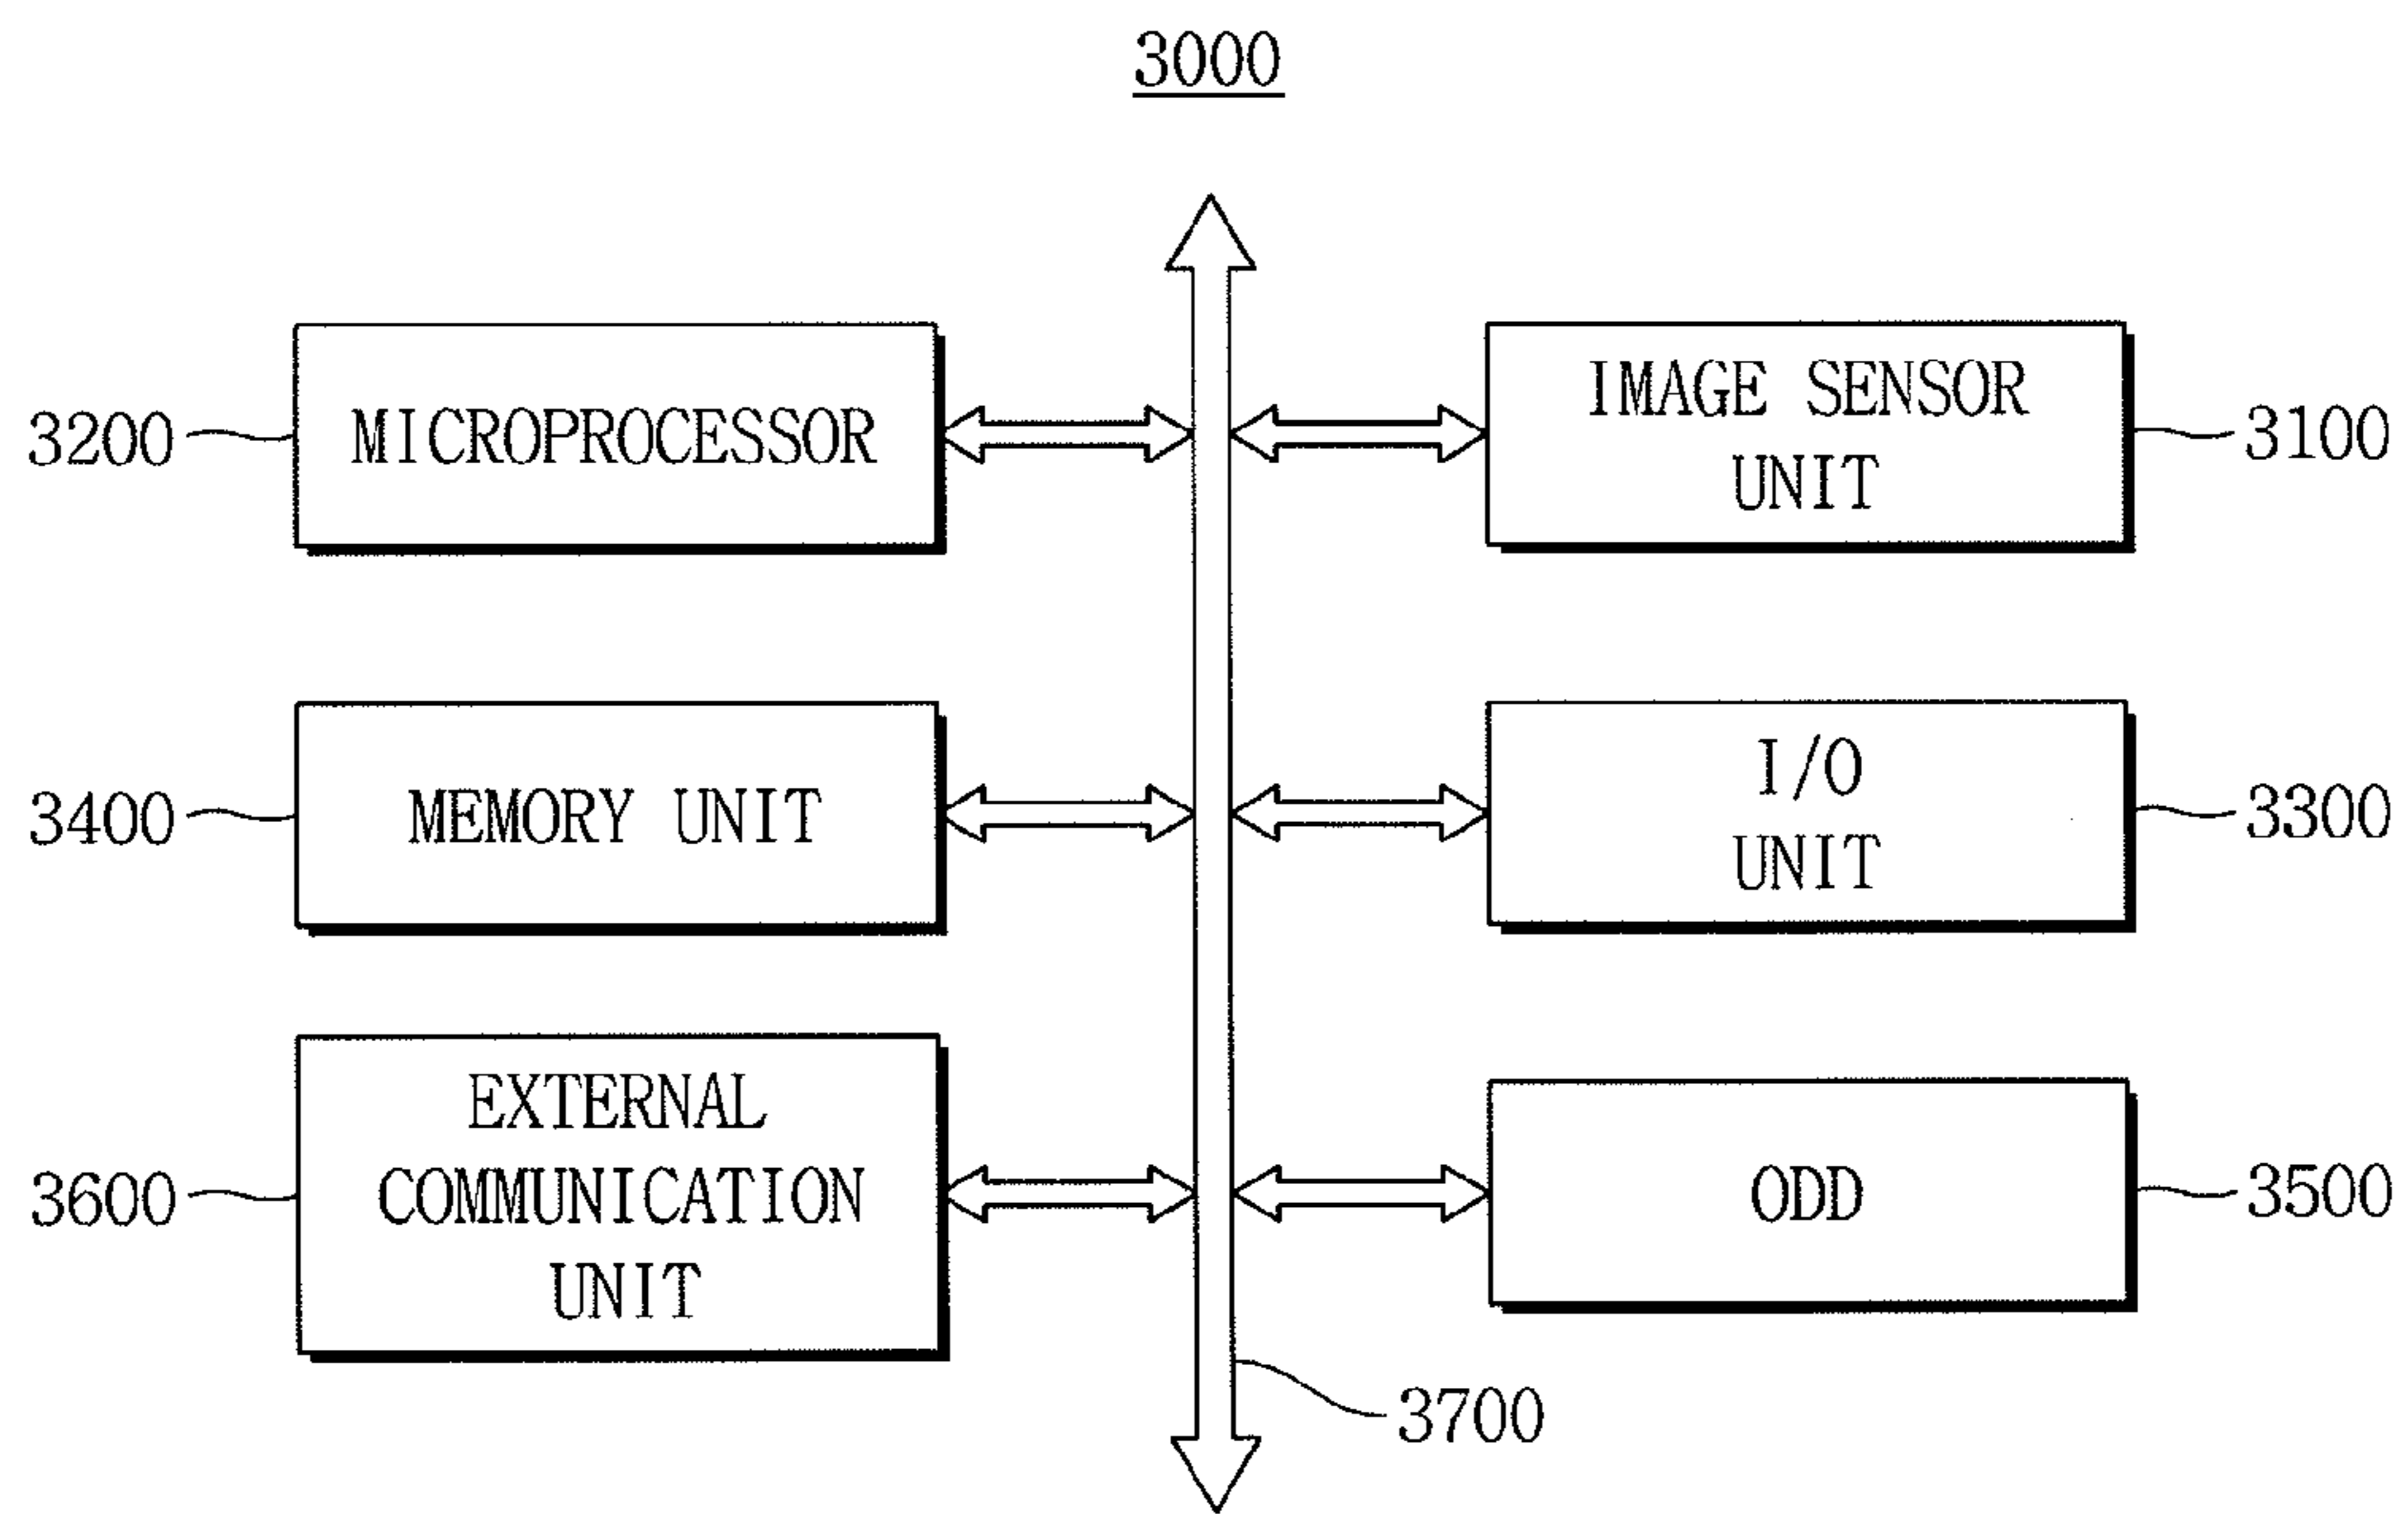 3000
3200
MICROPROCESSOR
IMAGE SENSOR
UNIT
3100
3400
MEMORY UNIT
I/O
UNIT
3300
3600
EXTERNAL
COMMUNICATION
UNIT
ODD
3500
3700